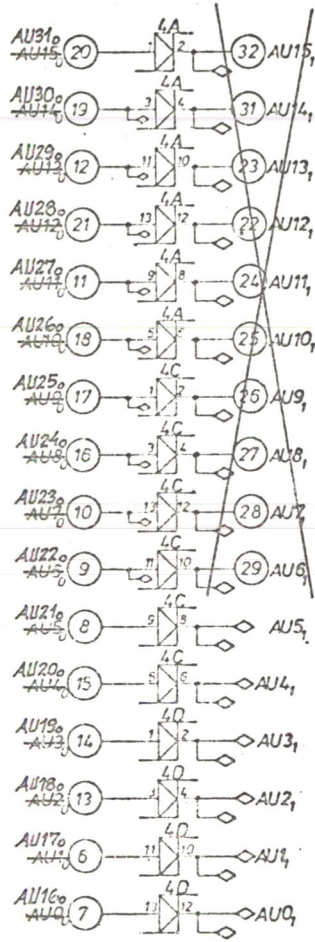 4A
AU31₀
AU15₀ 20 1 2 32 AU15₁
4A
AU30₀
AU14₀ 19 3 4 31 AU14₁
4A
AU29₀
AU13₀ 12 11 10 23 AU13₁
4A
AU28₀
AU12₀ 21 13 12 22 AU12₁
4A
AU27₀
AU11₀ 11 9 8 24 AU11₁
4A
AU26₀
AU10₀ 18 5 6 25 AU10₁
4C
AU25₀
AU9₀ 17 1 2 26 AU9₁
4C
AU24₀
AU8₀ 16 3 4 27 AU8₁
4C
AU23₀
AU7₀ 10 13 12 28 AU7₁
4C
AU22₀
AU6₀ 9 11 10 29 AU6₁
4C
AU21₀
AU5₀ 8 9 8 AU5₁
4C
AU20₀
AU4₀ 15 5 6 AU4₁
4D
AU19₀
AU3₀ 14 1 2 AU3₁
4D
AU18₀
AU2₀ 13 3 4 AU2₁
4D
AU17₀
AU1₀ 6 11 10 AU1₁
4D
AU16₀
AU0₀ 7 13 12 AU0₁